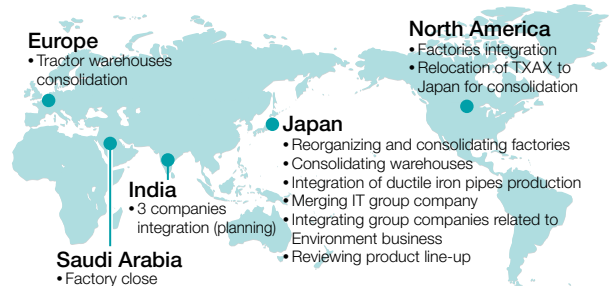 Europe
• Tractor warehouses
consolidation
North America
• Factories integration
• Relocation of TXAX to
Japan for consolidation
Japan
• Reorganizing and consolidating factories
• Consolidating warehouses
• Integration of ductile iron pipes production
• Merging IT group company
• Integrating group companies related to
Environment business
• Reviewing product line-up
India
• 3 companies
integration (planning)
Saudi Arabia
• Factory close